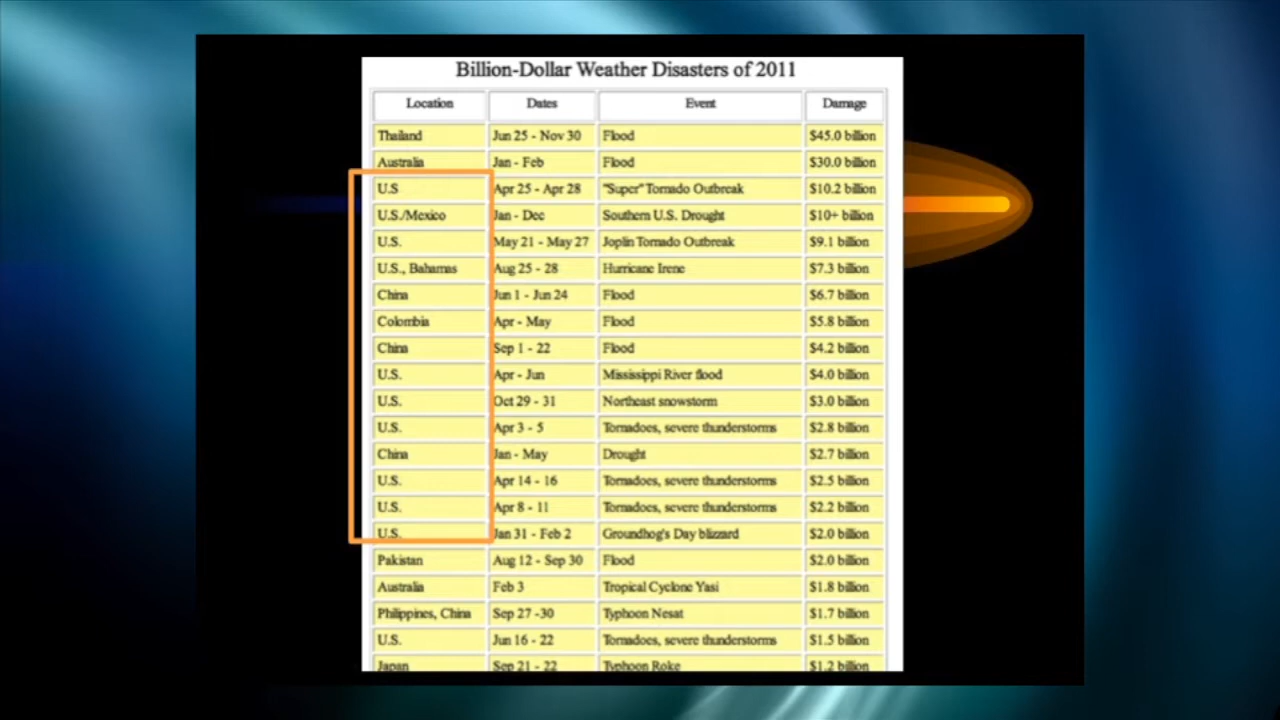 Billion-Dollar Weather Disasters of 2011
Location Dates Event Damage
Thailand Jun 25 - Nov 30 Flood $45.0 billion
Australia Jan - Feb Flood $30.0 billion
U.S Apr 25 - Apr 28 "Super" Tornado Outbreak $10.2 billion
U.S./Mexico Jan - Dec Southern U.S. Drought $10+ billion
U.S. May 21 - May 27 Joplin Tornado Outbreak $9.1 billion
U.S., Bahamas Aug 25 - 28 Hurricane Irene $7.3 billion
China Jun 1 - Jun 24 Flood $6.7 billion
Colombia Apr - May Flood $5.8 billion
China Sep 1 - 22 Flood $4.2 billion
U.S. Apr - Jun Mississippi River flood $4.0 billion
U.S. Oct 29 - 31 Northeast snowstorm $3.0 billion
U.S. Apr 3 - 5 Tornadoes, severe thunderstorms $2.8 billion
China Jan - May Drought $2.7 billion
U.S. Apr 14 - 16 Tornadoes, severe thunderstorms $2.5 billion
U.S. Apr 8 - 11 Tornadoes, severe thunderstorms $2.2 billion
U.S. Jan 31 - Feb 2 Groundhog's Day blizzard $2.0 billion
Pakistan Aug 12 - Sep 30 Flood $2.0 billion
Australia Feb 3 Tropical Cyclone Yasi $1.8 billion
Philippines, China Sep 27 -30 Typhoon Nesat $1.7 billion
U.S. Jun 16 - 22 Tornadoes, severe thunderstorms $1.5 billion
Japan Sep 21 - 22 Typhoon Roke $1.2 billion